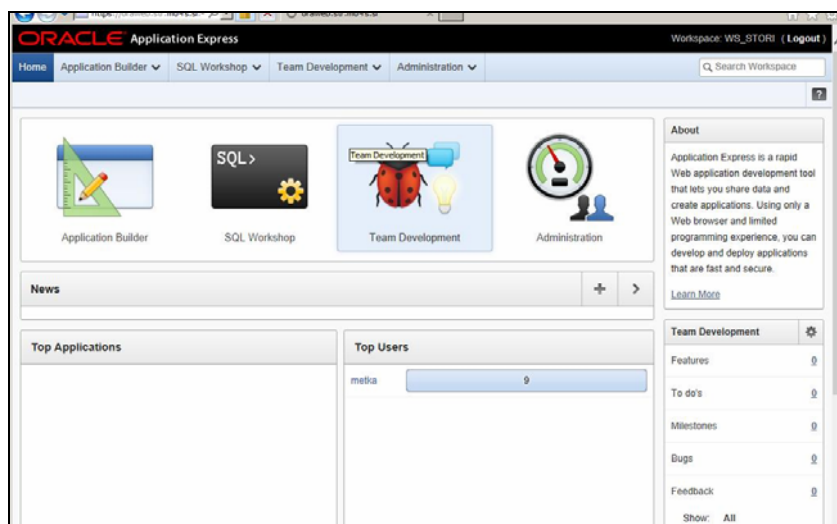 ORACLE Application Express
Workspace: WS_STORI ( Logout )
Home Application Builder SQL Workshop Team Development Administration
Search Workspace
?
SQL>
Team Development
Application Builder
SQL Workshop
Team Development
Administration
About
Application Express is a rapid
Web application development tool
that lets you share data and
create applications. Using only a
Web browser and limited
programming experience, you can
develop and deploy applications
that are fast and secure.
Learn More
News
Top Applications
Top Users
metka 9
Team Development
Features 0
To do's 0
Milestones 0
Bugs 0
Feedback 0
Show: All